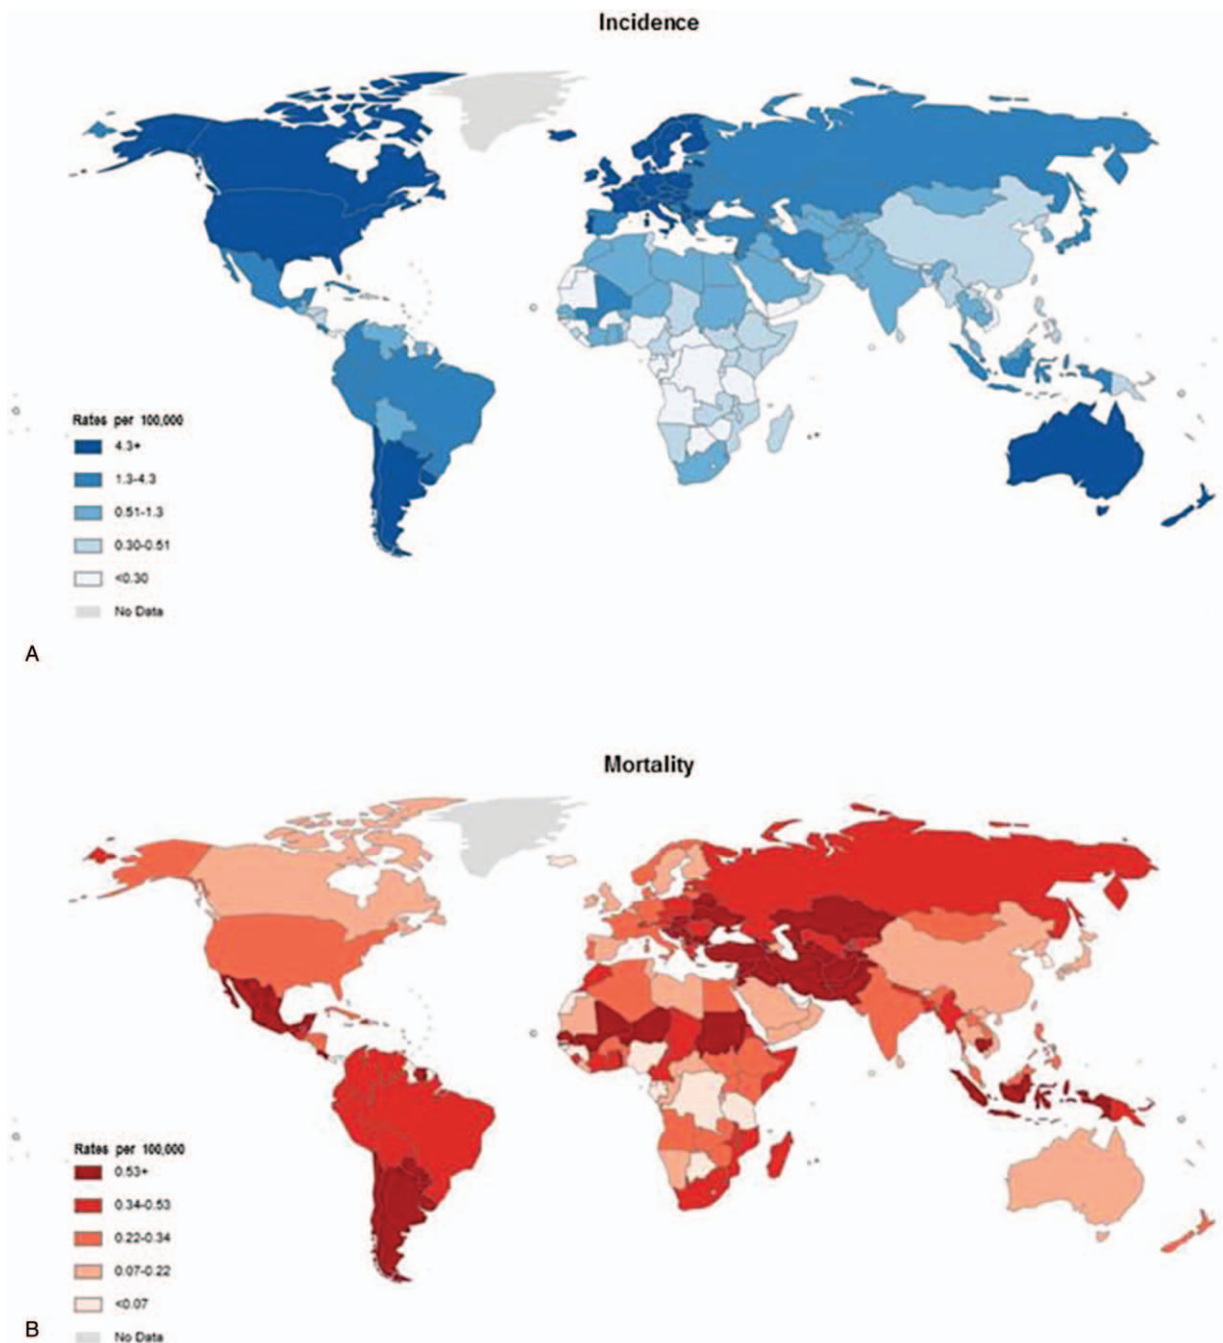 Incidence
Rates per 100,000
4.3+
1.3-4.3
0.51-1.3
0.30-0.51
<0.30
No Data
A
Mortality
Rates per 100,000
0.53+
0.34-0.53
0.22-0.34
0.07-0.22
<0.07
No Data
B